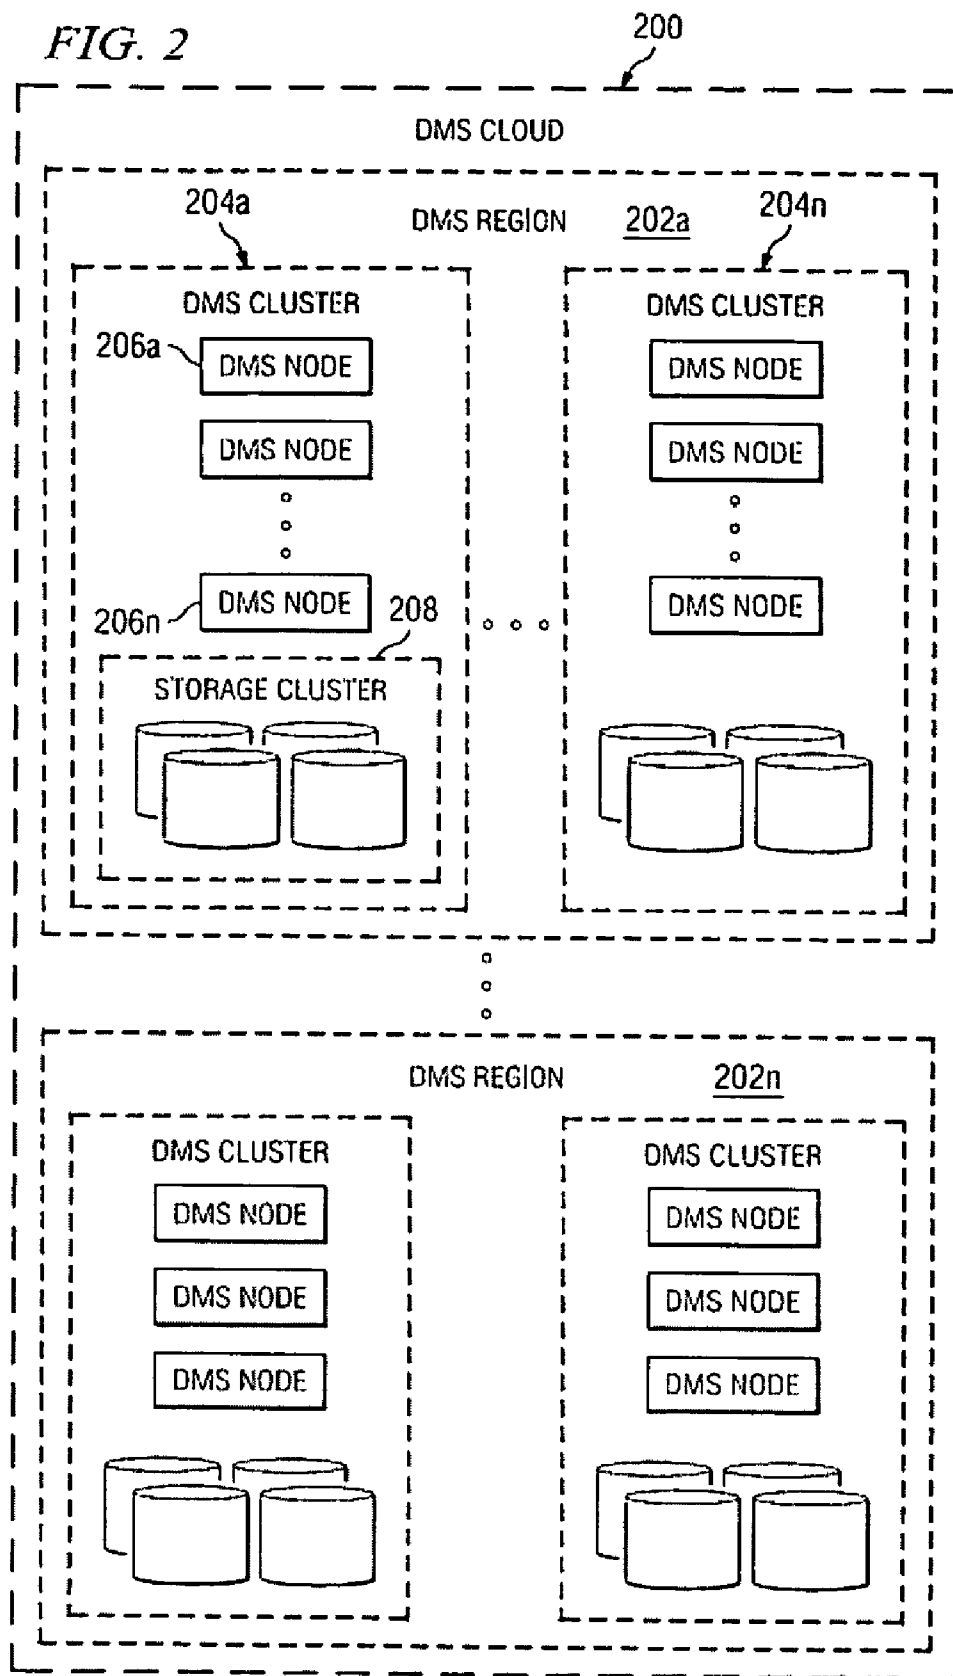 FIG. 2
200
DMS CLOUD
204a
DMS REGION 202a
204n
DMS CLUSTER
206a
DMS NODE
DMS NODE
206n
DMS NODE
208
STORAGE CLUSTER
DMS CLUSTER
DMS NODE
DMS NODE
DMS NODE
DMS REGION 202n
DMS CLUSTER
DMS NODE
DMS NODE
DMS NODE
DMS CLUSTER
DMS NODE
DMS NODE
DMS NODE